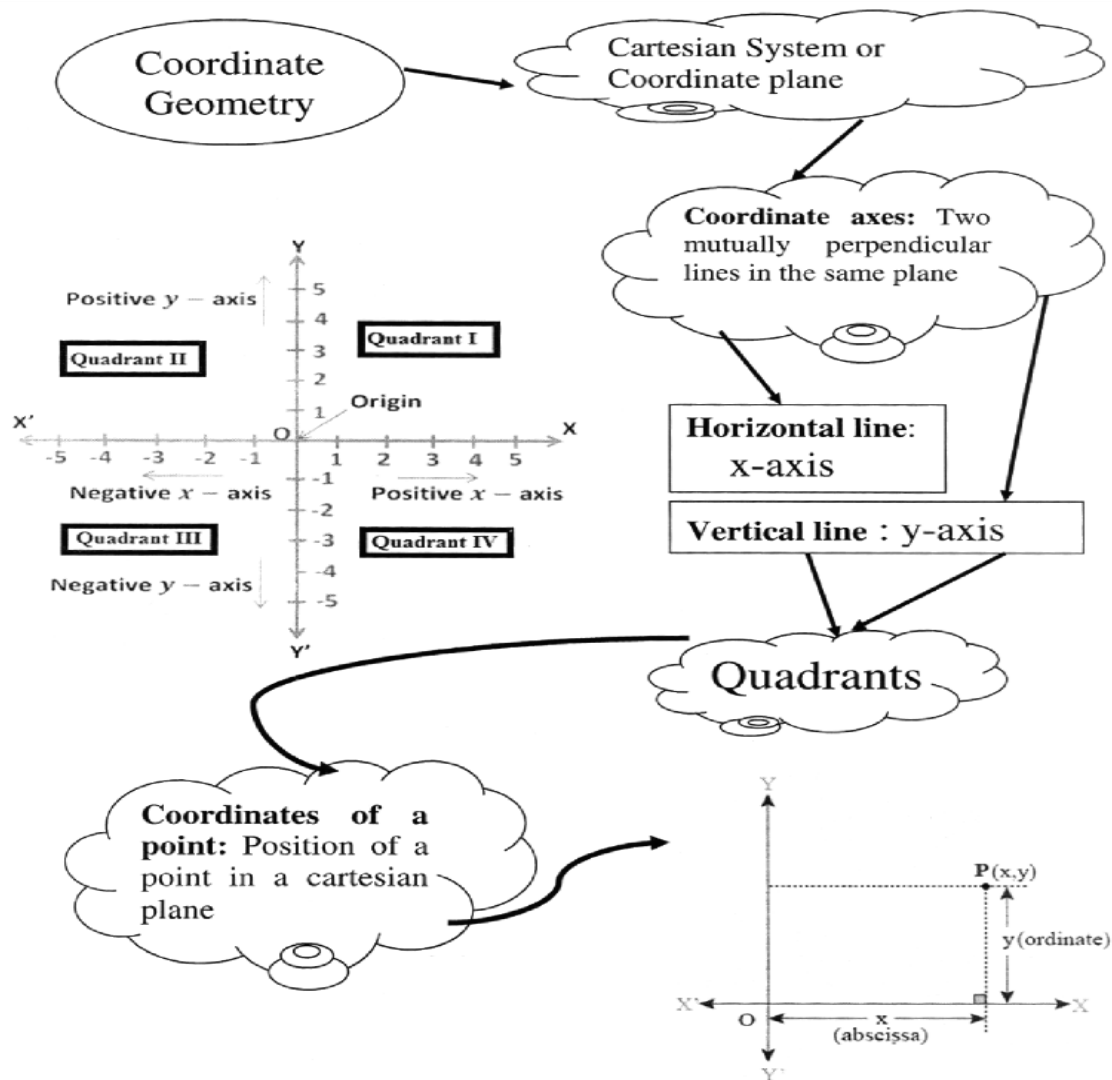 Coordinate
Geometry
Cartesian System or
Coordinate plane
Coordinate axes: Two
mutually perpendicular
lines in the same plane
Y
Positive y – axis
5
4
3
2
1
Quadrant II
Quadrant I
Origin
X'
O
X
-5 -4 -3 -2 -1 1 2 3 4 5
Negative x – axis
Positive x – axis
-1
-2
-3
-4
-5
Quadrant III
Quadrant IV
Negative y – axis
Y'
Horizontal line:
x-axis
Vertical line : y-axis
Quadrants
Coordinates of a
point: Position of a
point in a cartesian
plane
Y
P(x,y)
y(ordinate)
X'
X
O
x
(abscissa)
Y'